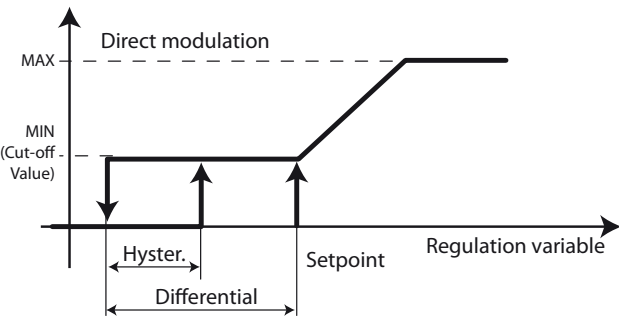 Direct modulation
MAX
MIN
(Cut-off
Value)
Regulation variable
Hyster.
Setpoint
Differential